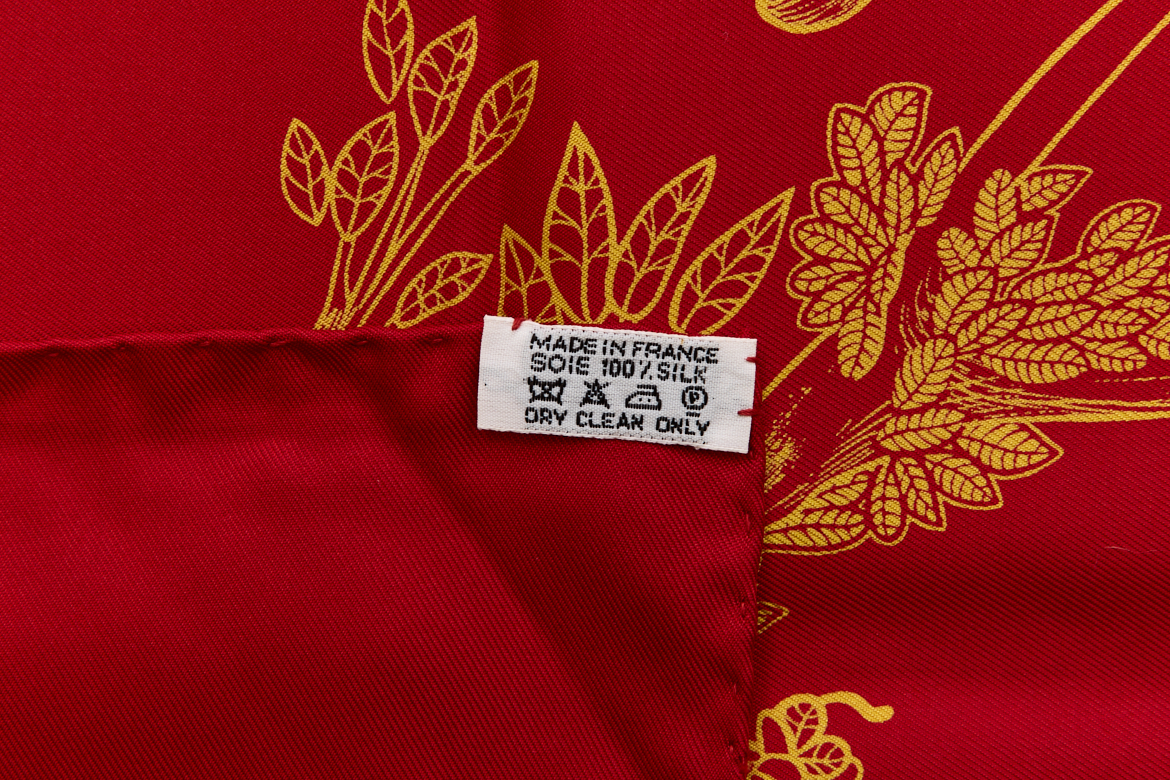 MADE IN FRANCE
SOIE 100% SILK
P
DRY CLEAN ONLY